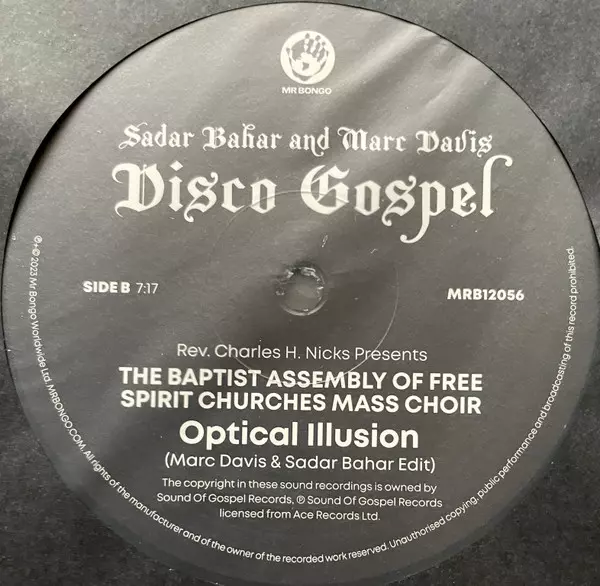 MR BONGO
Sadar Bahar and Marc Davis
Disco Gospel
SIDE B 7:17
MRB12056
Rev. Charles H. Nicks Presents
THE BAPTIST ASSEMBLY OF FREE
SPIRIT CHURCHES MASS CHOIR
Optical Illusion
(Marc Davis & Sadar Bahar Edit)
The copyright in these sound recordings is owned by
Sound Of Gospel Records, ℗ Sound Of Gospel Records
licensed from Ace Records Ltd.
℗+© 2023 Mr Bongo Worldwide Ltd. MRBONGO.COM. All rights of the manufacturer and of the owner of the recorded work reserved. Unauthorised copying, public performance and broadcasting of this record prohibited.